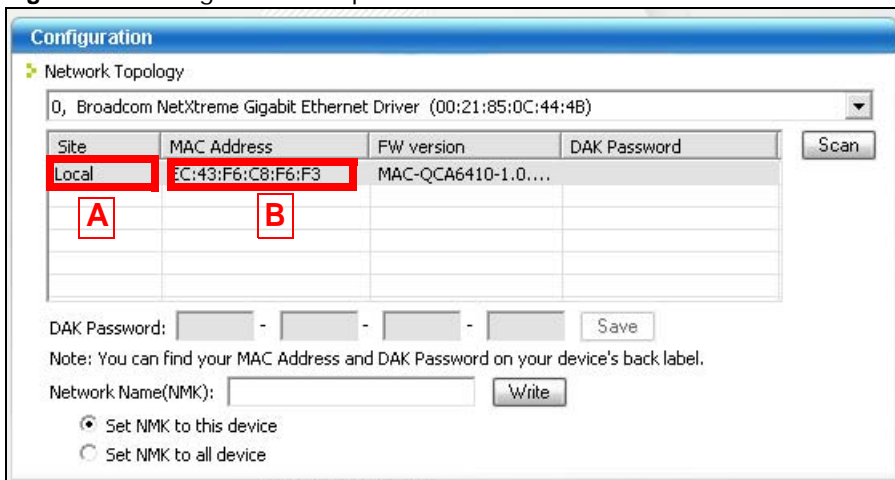 Configuration
Network Topology
0, Broadcom NetXtreme Gigabit Ethernet Driver (00:21:85:0C:44:4B)
Site MAC Address FW version DAK Password Scan
Local EC:43:F6:C8:F6:F3 MAC-QCA6410-1.0....
A B
DAK Password: - - - Save
Note: You can find your MAC Address and DAK Password on your device's back label.
Network Name(NMK): Write
Set NMK to this device
Set NMK to all device